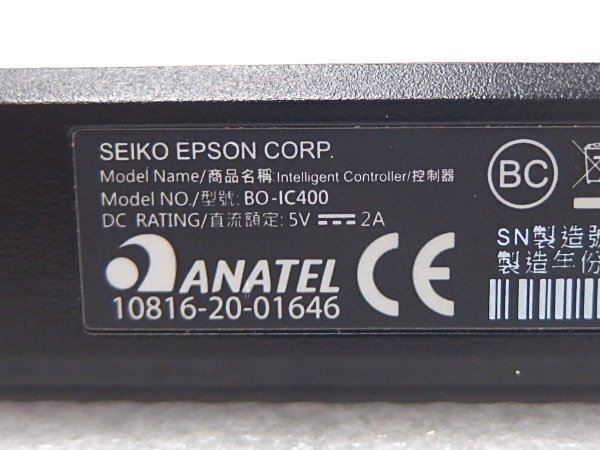 SEIKO EPSON CORP.
Model Name/商品名稱: Intelligent Controller/控制器
Model NO./型號: BO-IC400
DC RATING/直流額定: 5V ⎓ 2A
ANATEL
10816-20-01646
CE
BC
SN製造號
製造年份